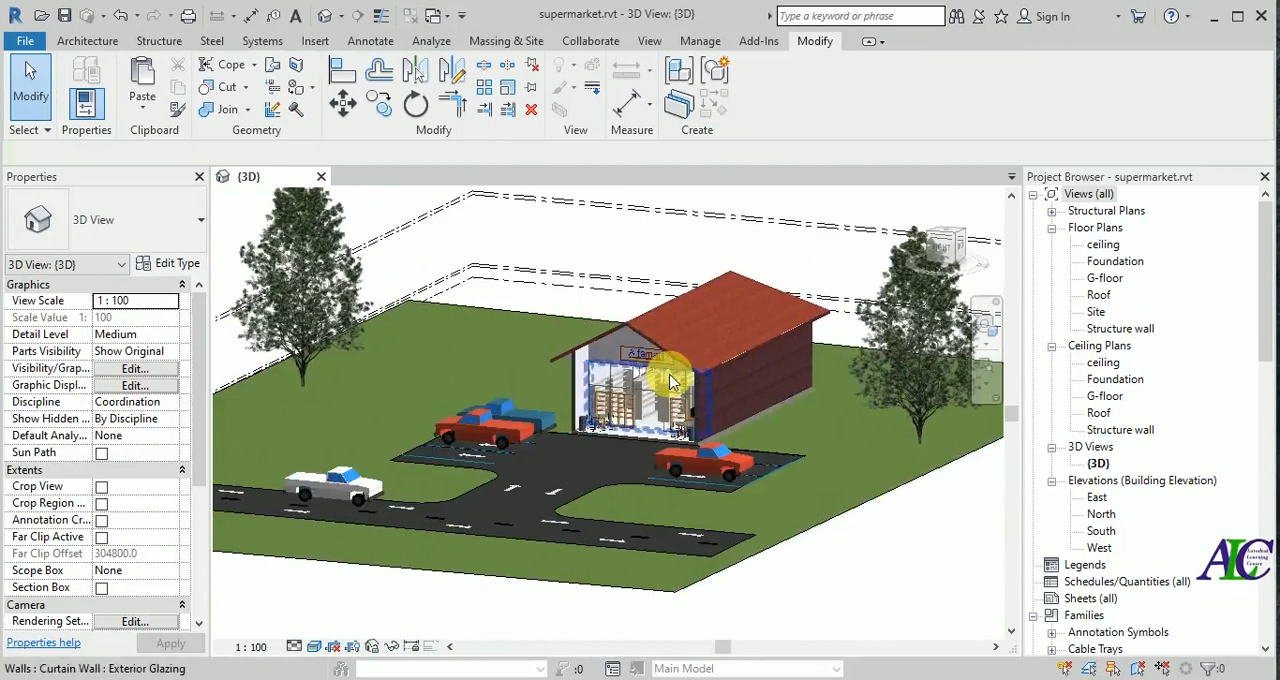 supermarket.rvt - 3D View: {3D}
Type a keyword or phrase
Sign In
File Architecture Structure Steel Systems Insert Annotate Analyze Massing & Site Collaborate View Manage Add-Ins Modify
Modify
Paste
Cope
Cut
Join
Select Properties Clipboard Geometry Modify View Measure Create
Properties
{3D}
Project Browser - supermarket.rvt
3D View
3D View: {3D}
Edit Type
Graphics
View Scale 1 : 100
Scale Value 1: 100
Detail Level Medium
Parts Visibility Show Original
Visibility/Grap... Edit...
Graphic Displ... Edit...
Discipline Coordination
Show Hidden ... By Discipline
Default Analy... None
Sun Path
Extents
Crop View
Crop Region ...
Annotation Cr...
Far Clip Active
Far Clip Offset 304800.0
Scope Box None
Section Box
Camera
Rendering Set... Edit...
Properties help
Apply
RIGHT
Views (all)
Structural Plans
Floor Plans
ceiling
Foundation
G-floor
Roof
Site
Structure wall
Ceiling Plans
ceiling
Foundation
G-floor
Roof
Structure wall
3D Views
{3D}
Elevations (Building Elevation)
East
North
South
West
Legends
Schedules/Quantities (all)
Sheets (all)
Families
Annotation Symbols
Cable Trays
ALC
Autodesk
Learning
Center
1 : 100
Walls : Curtain Wall : Exterior Glazing
:0
Main Model
:0